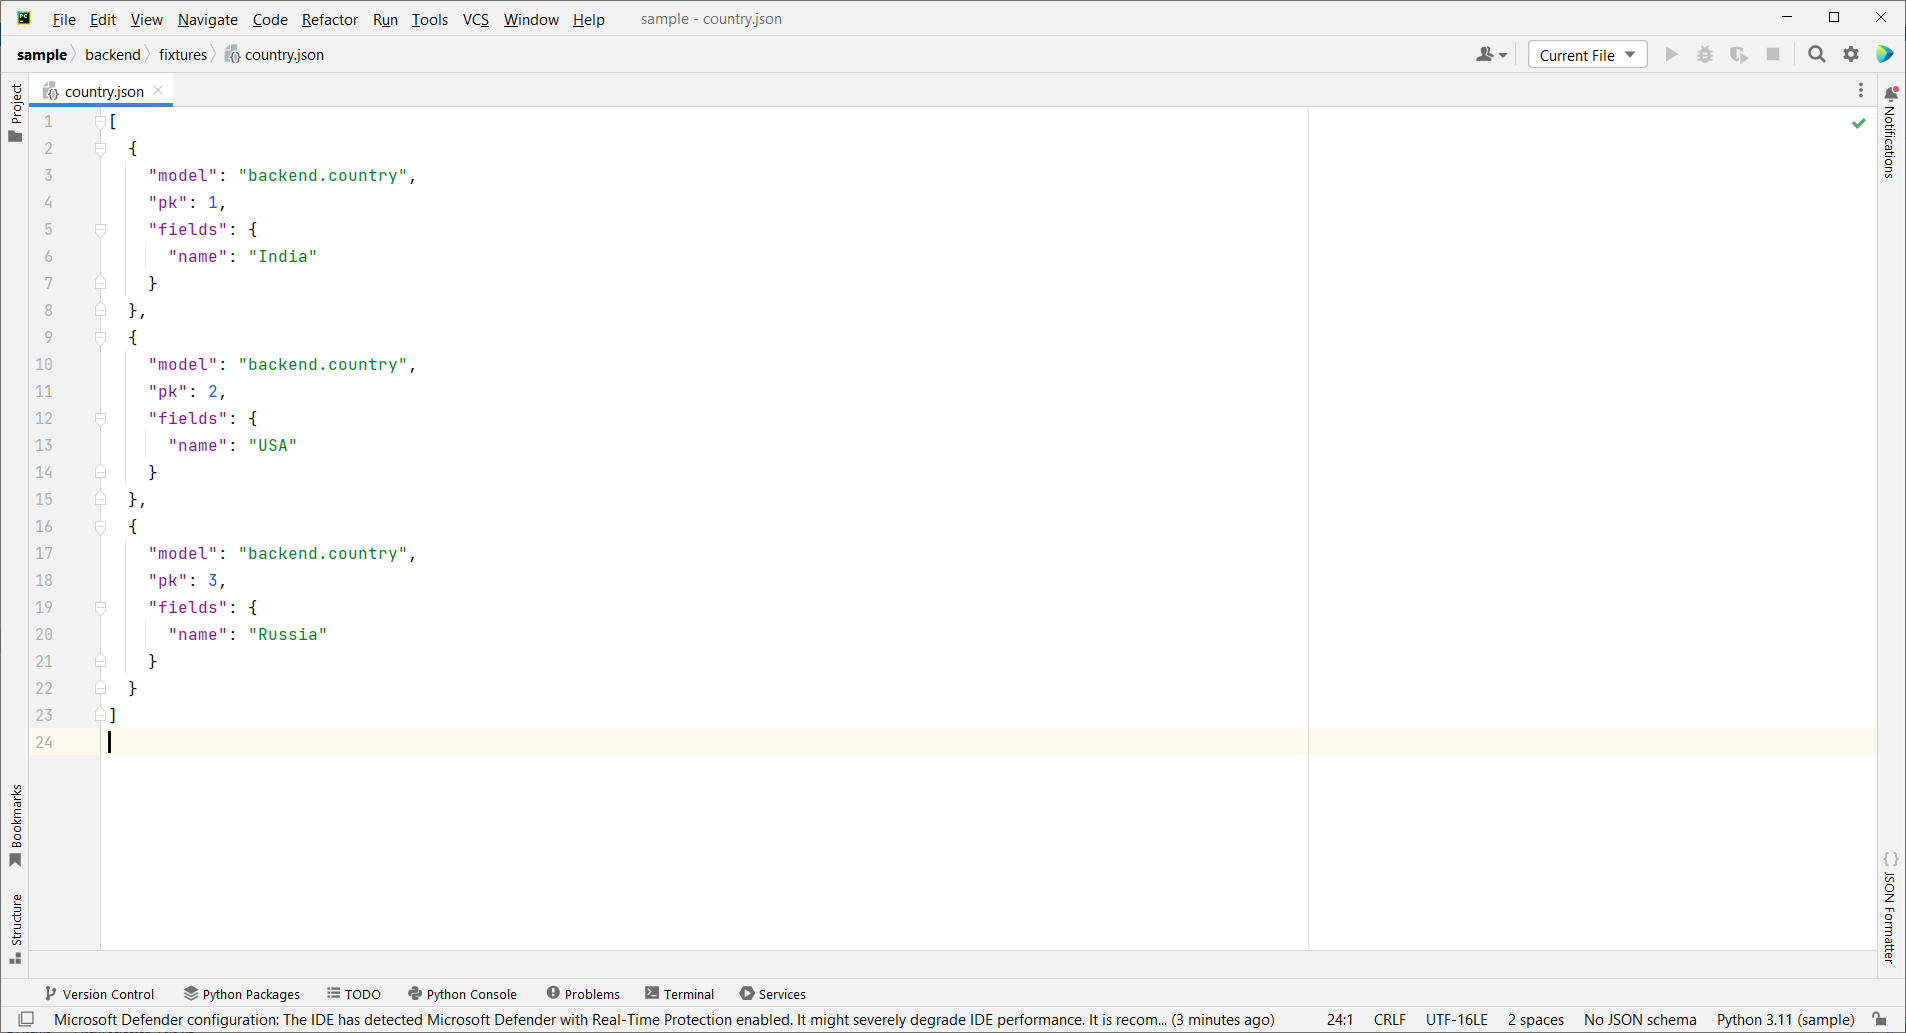 File Edit View Navigate Code Refactor Run Tools VCS Window Help sample - country.json
sample backend fixtures country.json Current File
Project
country.json
Notifications
1 [
2 {
3 "model": "backend.country",
4 "pk": 1,
5 "fields": {
6 "name": "India"
7 }
8 },
9 {
10 "model": "backend.country",
11 "pk": 2,
12 "fields": {
13 "name": "USA"
14 }
15 },
16 {
17 "model": "backend.country",
18 "pk": 3,
19 "fields": {
20 "name": "Russia"
21 }
22 }
23 ]
24
Bookmarks
Structure
JSON Formatter
Version Control Python Packages TODO Python Console Problems Terminal Services
Microsoft Defender configuration: The IDE has detected Microsoft Defender with Real-Time Protection enabled. It might severely degrade IDE performance. It is recom... (3 minutes ago) 24:1 CRLF UTF-16LE 2 spaces No JSON schema Python 3.11 (sample)